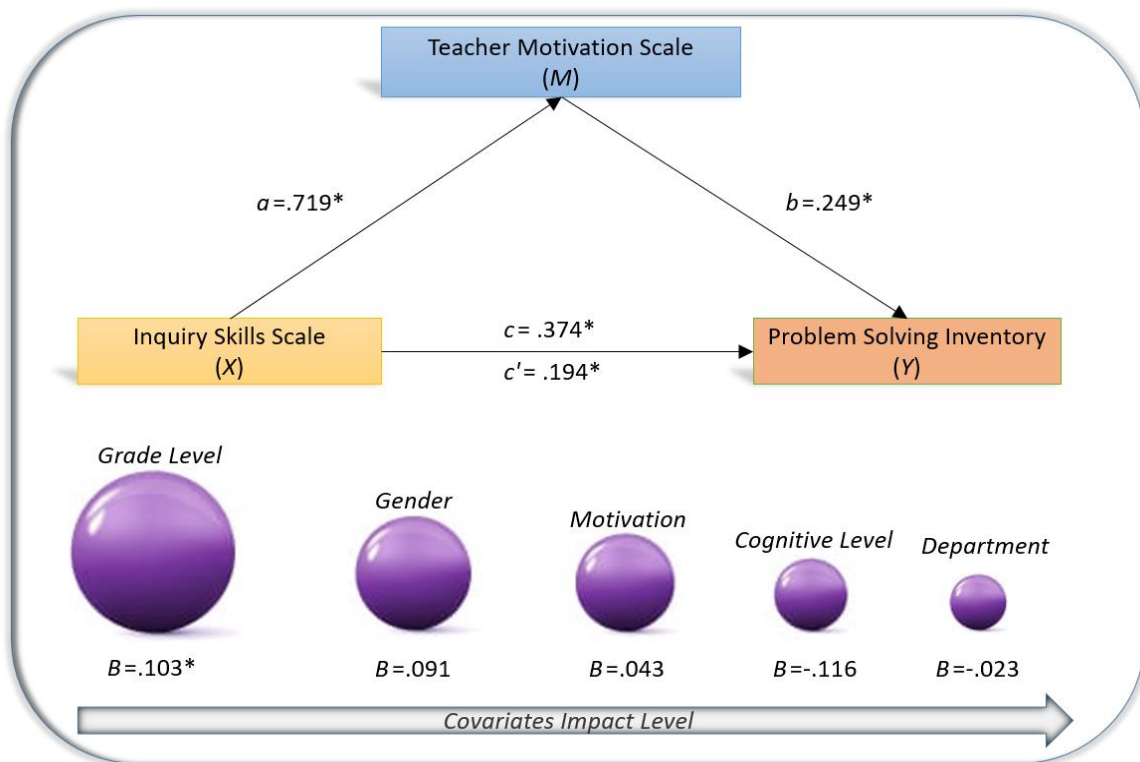 Teacher Motivation Scale
(M)
a=.719*
b=.249*
Inquiry Skills Scale
(X)
c= .374*
c'= .194*
Problem Solving Inventory
(Y)
Grade Level
Gender
Motivation
Cognitive Level
Department
B=.103*
B=.091
B=.043
B=-.116
B=-.023
Covariates Impact Level